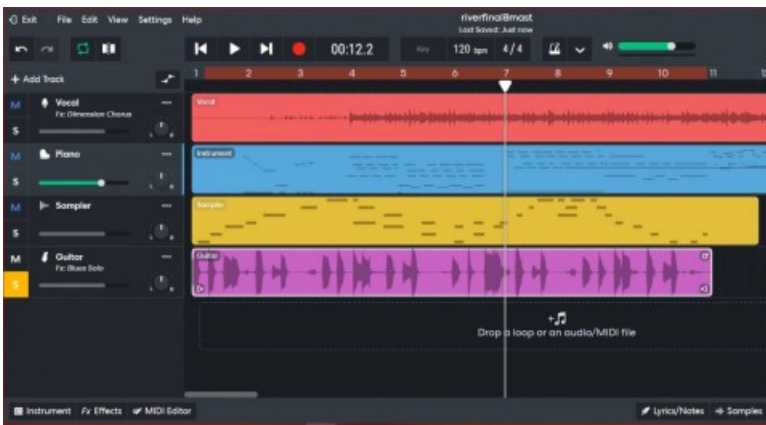 Exit File Edit View Settings Help
riverfinal8mast
Last Saved: Just now
00:12.2 Key 120 bpm 4/4
+ Add Track
1 2 3 4 5 6 7 8 9 10 11
M Vocal
Fx: Dimension Chorus
S
Vocal
M Piano
S
Instrument
M Sampler
S
Sampler
M Guitar
Fx: Blues Solo
S
Guitar
Drop a loop or an audio/MIDI file
Instrument Fx Effects MIDI Editor Lyrics/Notes Samples